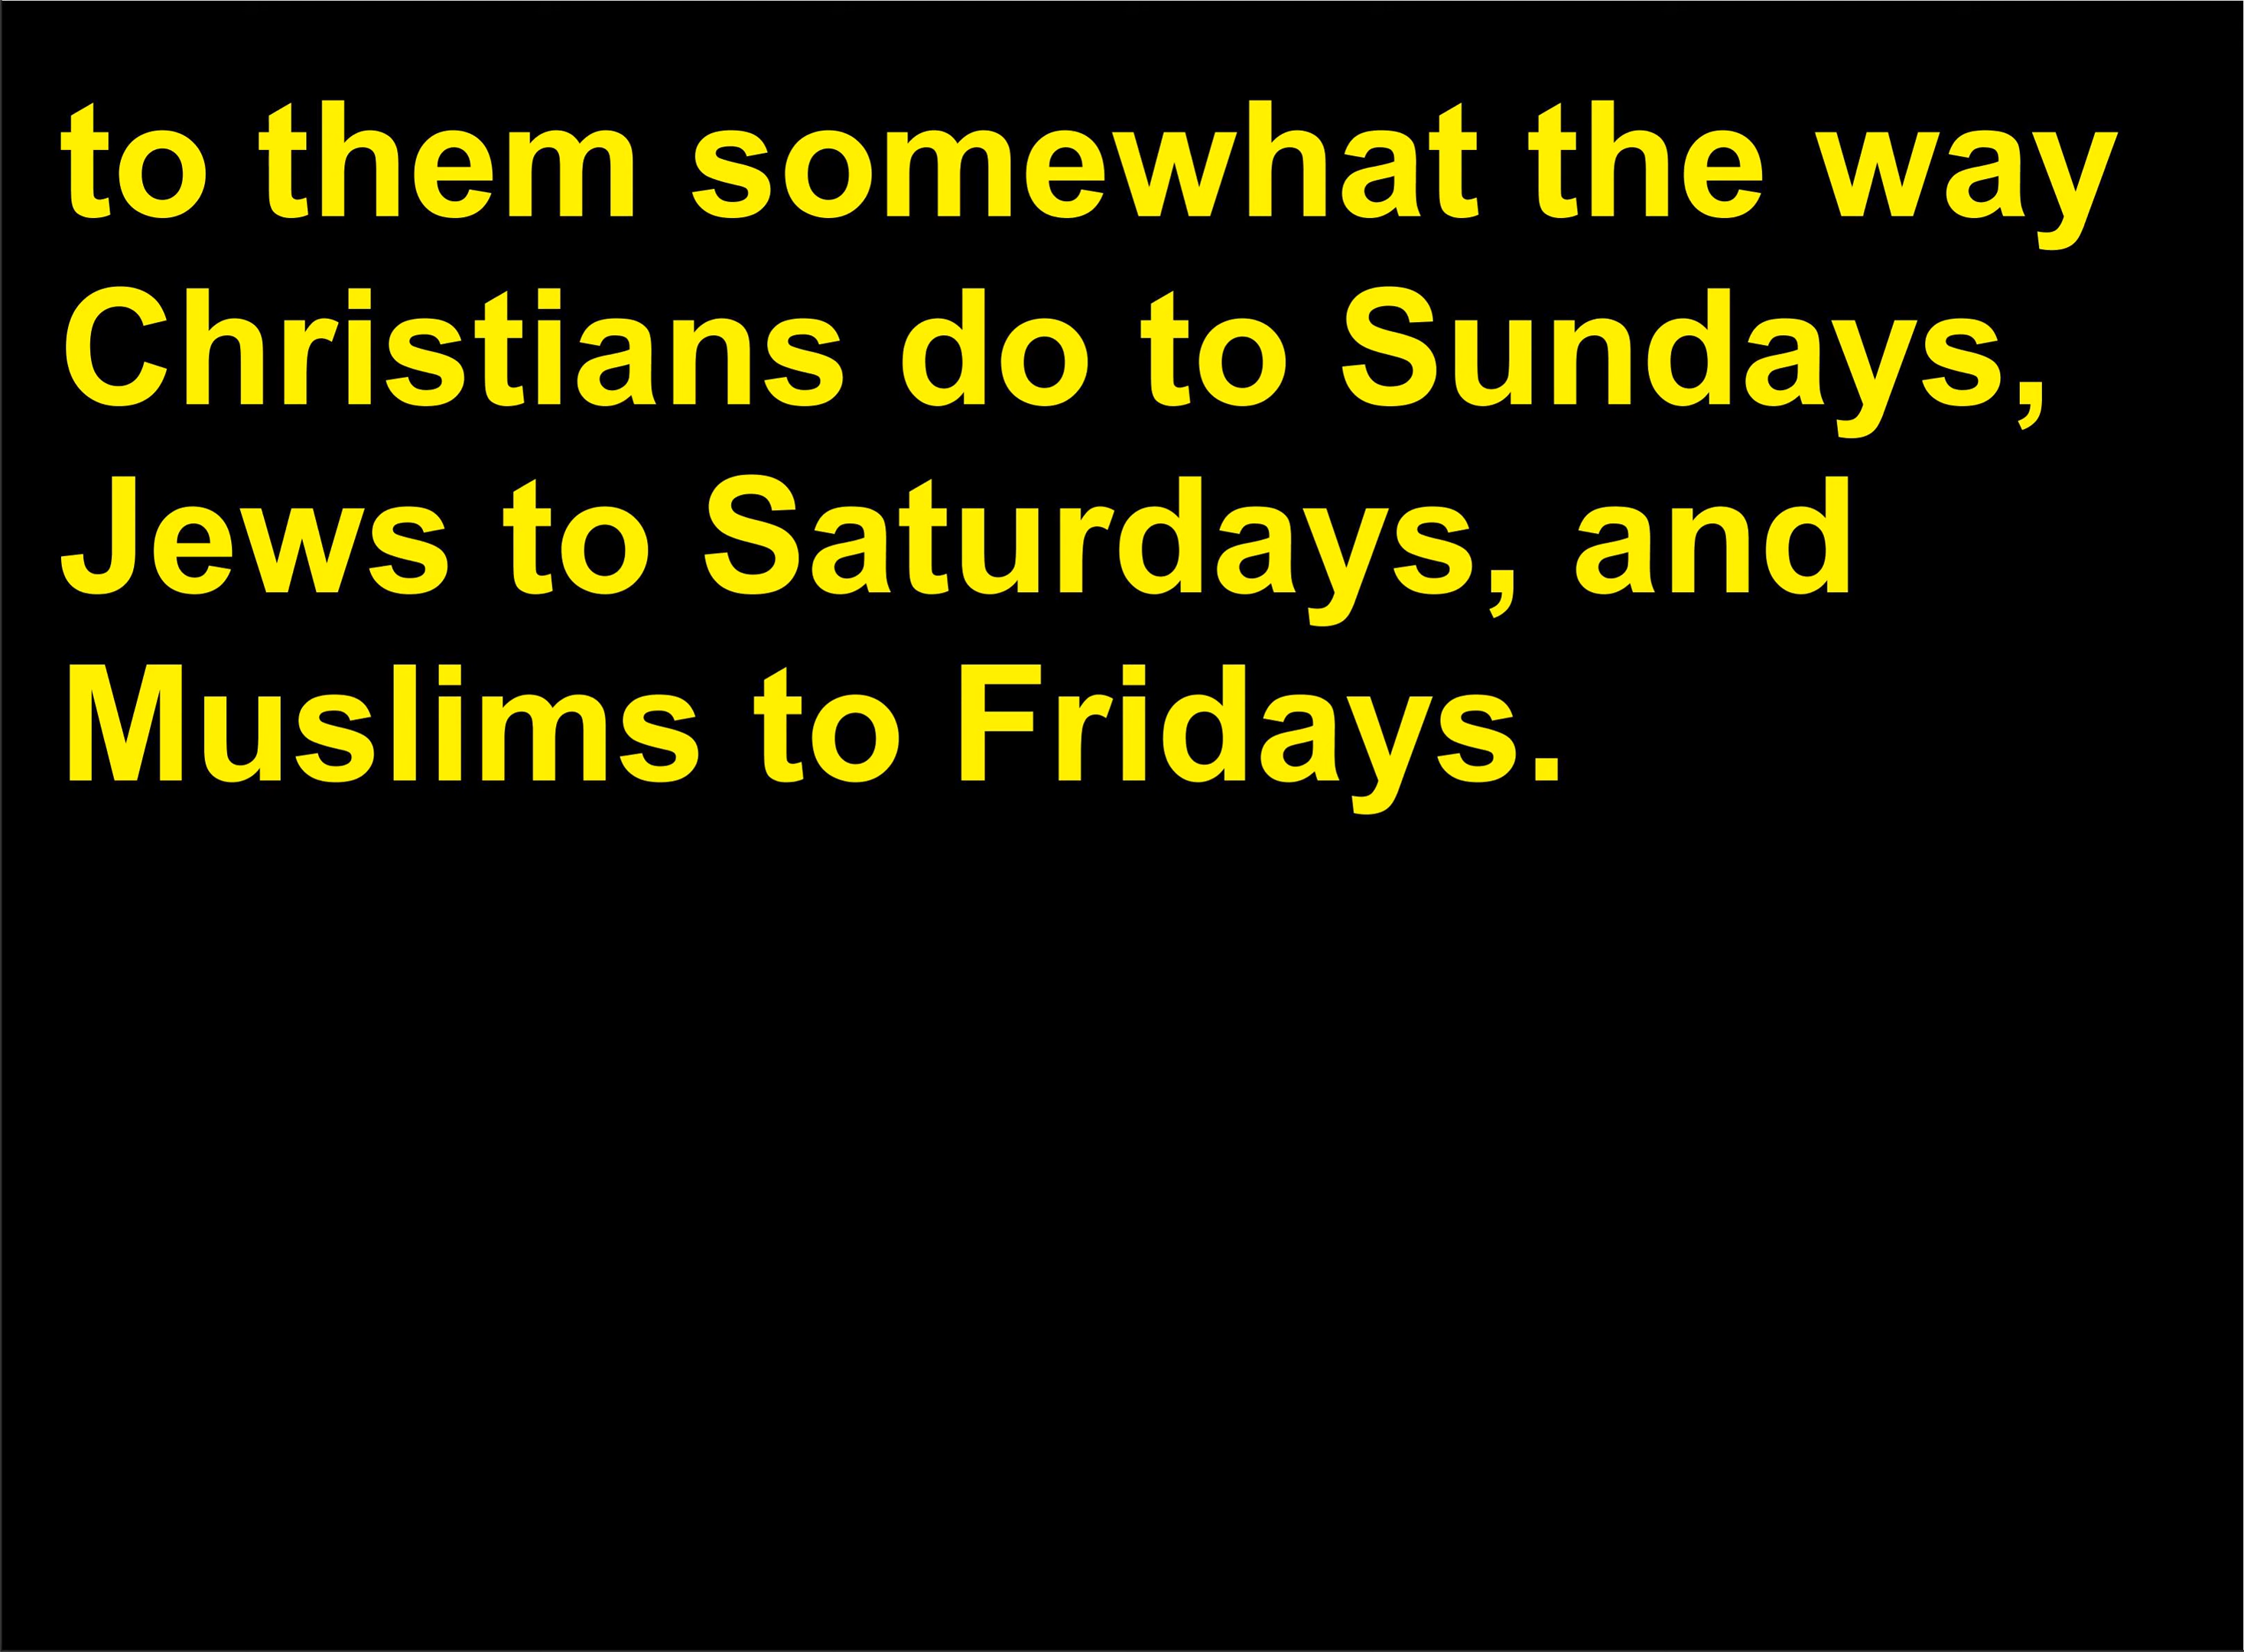 to them somewhat the way
Christians do to Sundays,
Jews to Saturdays, and
Muslims to Fridays.